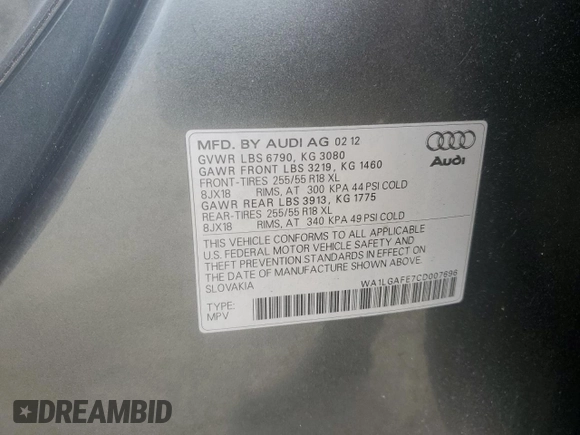 MFD. BY AUDI AG 02 12
GVWR LBS 6790, KG 3080
GAWR FRONT LBS 3219, KG 1460
FRONT-TIRES 255/55 R18 XL
8JX18 RIMS, AT 300 KPA 44 PSI COLD
GAWR REAR LBS 3913, KG 1775
REAR-TIRES 255/55 R18 XL
8JX18 RIMS, AT 340 KPA 49 PSI COLD
Audi
THIS VEHICLE CONFORMS TO ALL APPLICABLE
U.S. FEDERAL MOTOR VEHICLE SAFETY AND
THEFT PREVENTION STANDARDS IN EFFECT ON
THE DATE OF MANUFACTURE SHOWN ABOVE
SLOVAKIA
WA1LGAFE7CD007696
TYPE:
MPV
DREAMBID